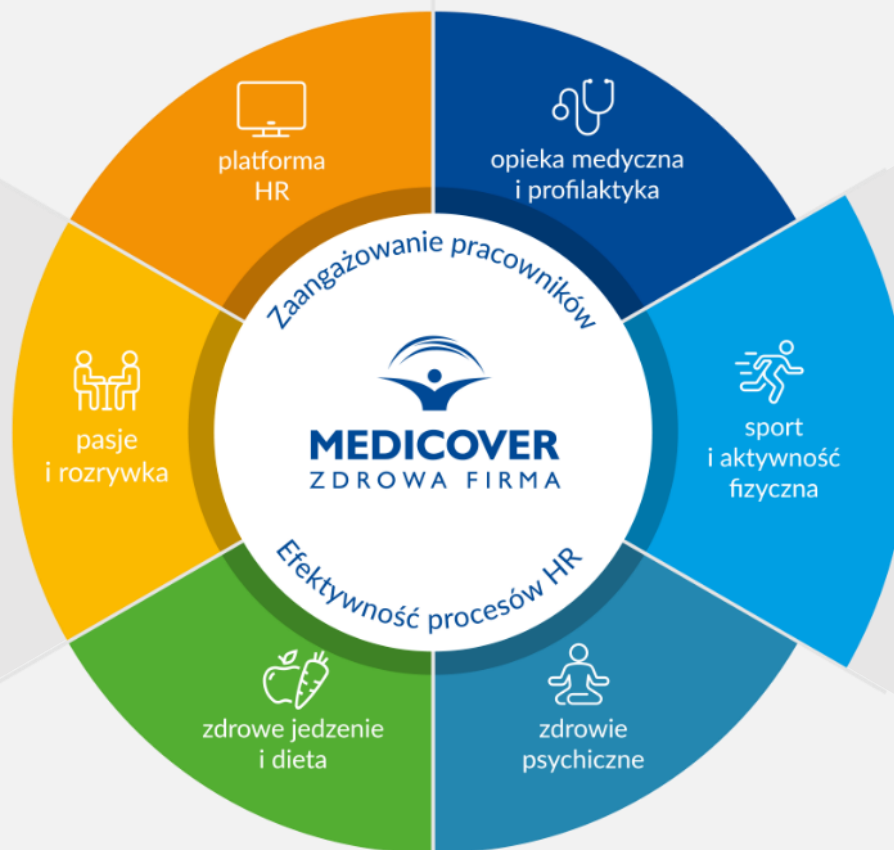 platforma
HR
opieka medyczna
i profilaktyka
Zaangażowanie pracowników
pasje
i rozrywka
MEDICOVER
ZDROWA FIRMA
sport
i aktywność
fizyczna
Efektywność procesów HR
zdrowe jedzenie
i dieta
zdrowie
psychiczne